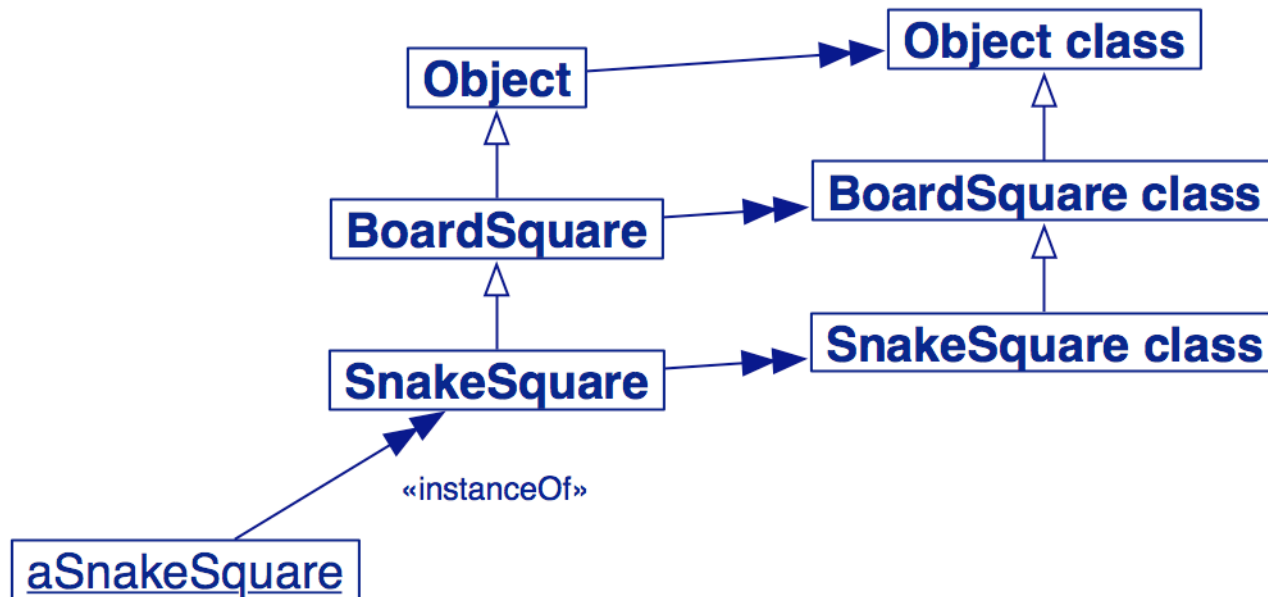 Object
Object class
BoardSquare
BoardSquare class
SnakeSquare
SnakeSquare class
«instanceOf»
aSnakeSquare